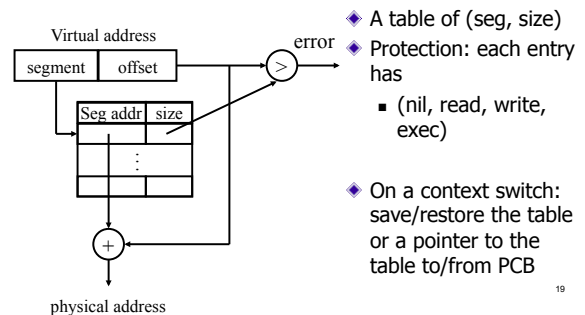 Virtual address
segment
offset
>
error
Seg addr
size
⋮
+
physical address
◆ A table of (seg, size)
◆ Protection: each entry
has
■ (nil, read, write,
exec)
◆ On a context switch:
save/restore the table
or a pointer to the
table to/from PCB
19